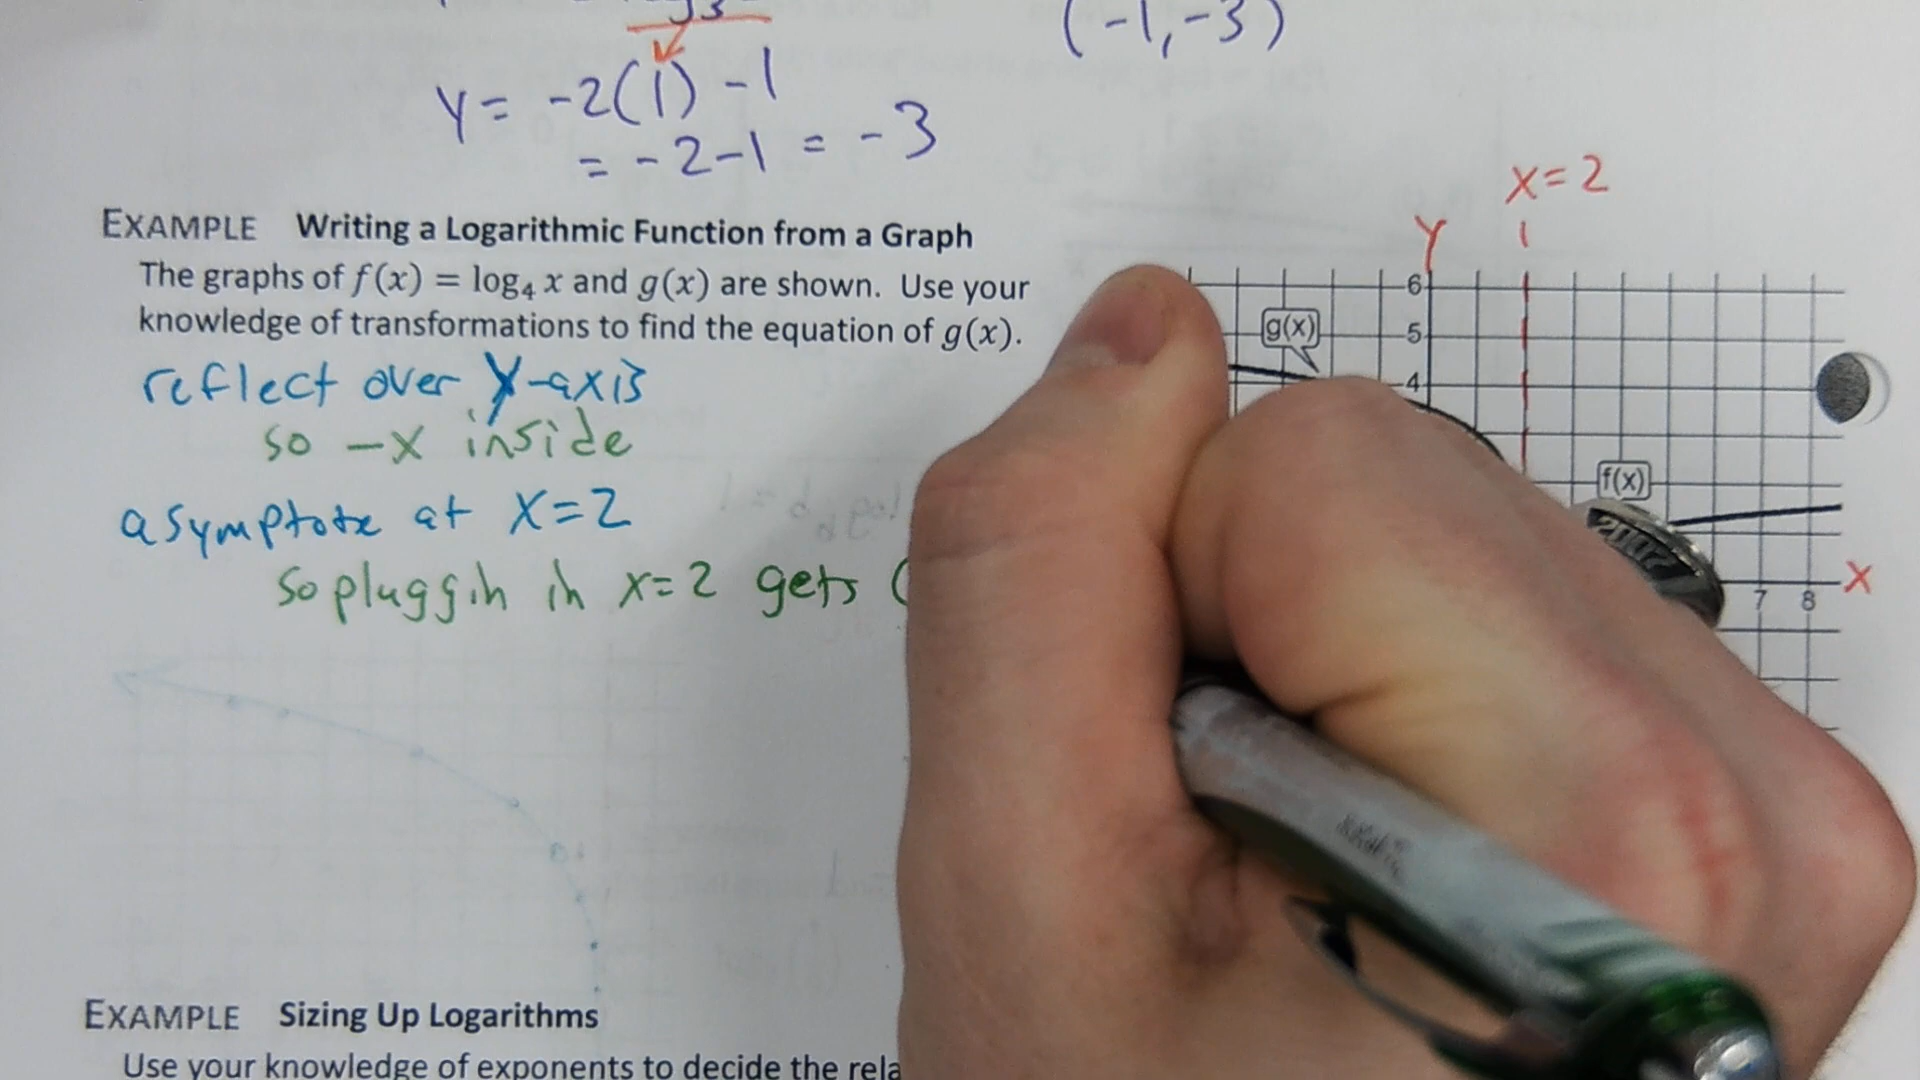 (-1,-3)
y = -2(1) -1
= -2-1 = -3
x=2
EXAMPLE Writing a Logarithmic Function from a Graph
The graphs of f(x) = log₄ x and g(x) are shown. Use your
knowledge of transformations to find the equation of g(x).
reflect over y-axis
so -x inside
asymptote at x=2
so pluggin in x=2 gets (
y
6
5
4
g(x)
f(x)
2007
7 8
x
EXAMPLE Sizing Up Logarithms
Use your knowledge of exponents to decide the rela